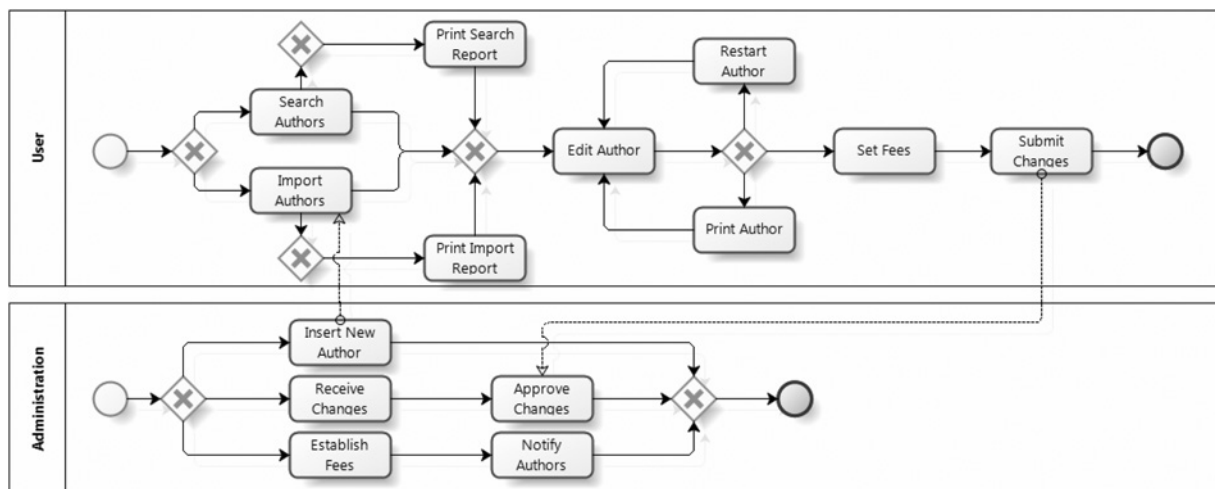 User
Print Search
Report
Restart
Author
Search
Authors
Edit Author
Set Fees
Submit
Changes
Import
Authors
Print Author
Print Import
Report
Administration
Insert New
Author
Receive
Changes
Approve
Changes
Establish
Fees
Notify
Authors